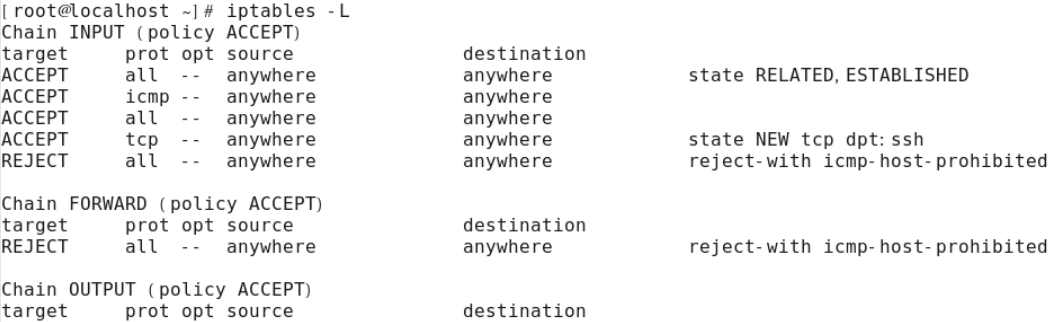 [root@localhost ~]# iptables -L
Chain INPUT (policy ACCEPT)
target     prot opt source               destination
ACCEPT     all  --  anywhere             anywhere            state RELATED,ESTABLISHED
ACCEPT     icmp --  anywhere             anywhere
ACCEPT     all  --  anywhere             anywhere
ACCEPT     tcp  --  anywhere             anywhere            state NEW tcp dpt:ssh
REJECT     all  --  anywhere             anywhere            reject-with icmp-host-prohibited
Chain FORWARD (policy ACCEPT)
target     prot opt source               destination
REJECT     all  --  anywhere             anywhere            reject-with icmp-host-prohibited
Chain OUTPUT (policy ACCEPT)
target     prot opt source               destination